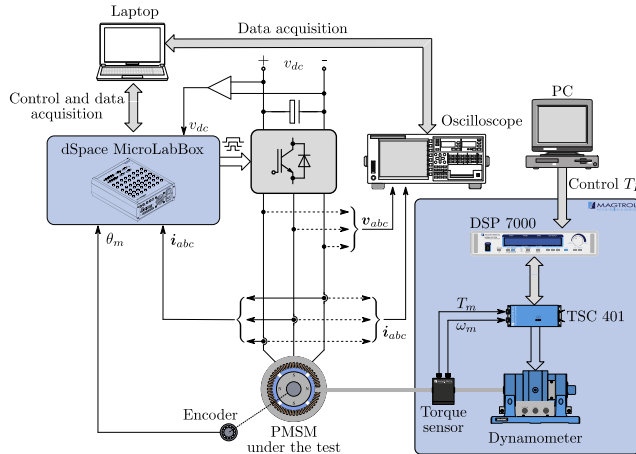 Laptop
Data acquisition
+ v_dc -
PC
Control and data
acquisition
v_dc
Oscilloscope
dSpace MicroLabBox
Control T
MAGTROL
DSP 7000
v_abc
θ_m
i_abc
T_m
ω_m
TSC 401
i_abc
Encoder
PMSM
under the test
Torque
sensor
Dynamometer